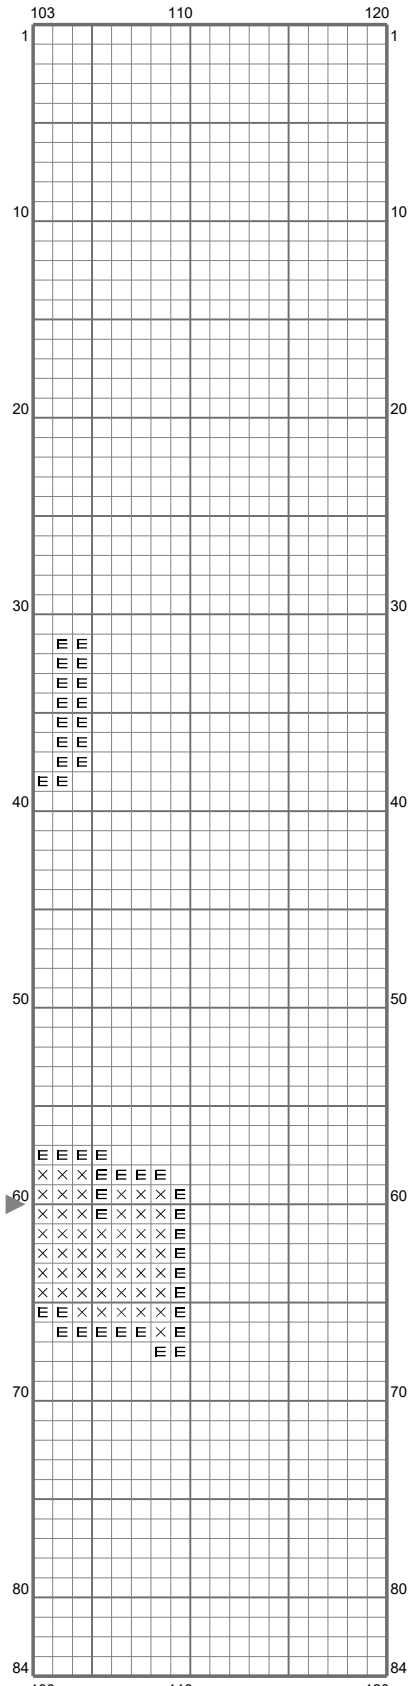 103 110 120
1 1
10 10
20 20
30 30
E E
E E
E E
E E
E E
E E
E E
E E
40 40
50 50
E E E E
× × × E E E E
60 × × × E × × × E 60
× × × E × × × E
× × × × × × × E
× × × × × × × E
× × × × × × × E
× × × × × × × E
E E × × × × × E
E E E E E × E
E E
70 70
80 80
84 84